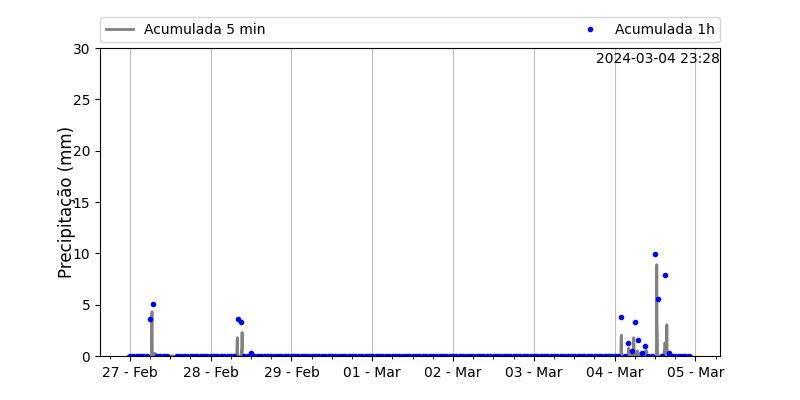 Acumulada 5 min
Acumulada 1h
2024-03-04 23:28
Precipitação (mm)
30
25
20
15
10
5
0
27 - Feb
28 - Feb
29 - Feb
01 - Mar
02 - Mar
03 - Mar
04 - Mar
05 - Mar